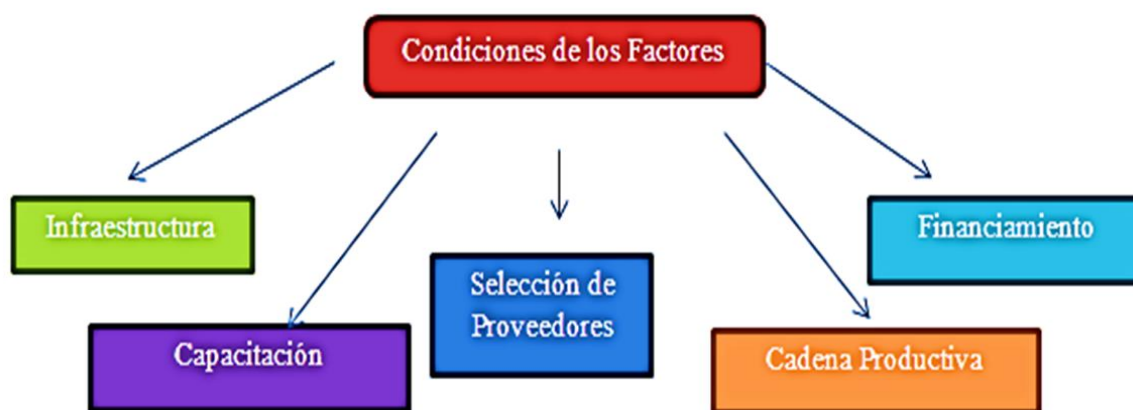 Condiciones de los Factores
Infraestructura
Financiamiento
Selección de
Proveedores
Capacitación
Cadena Productiva